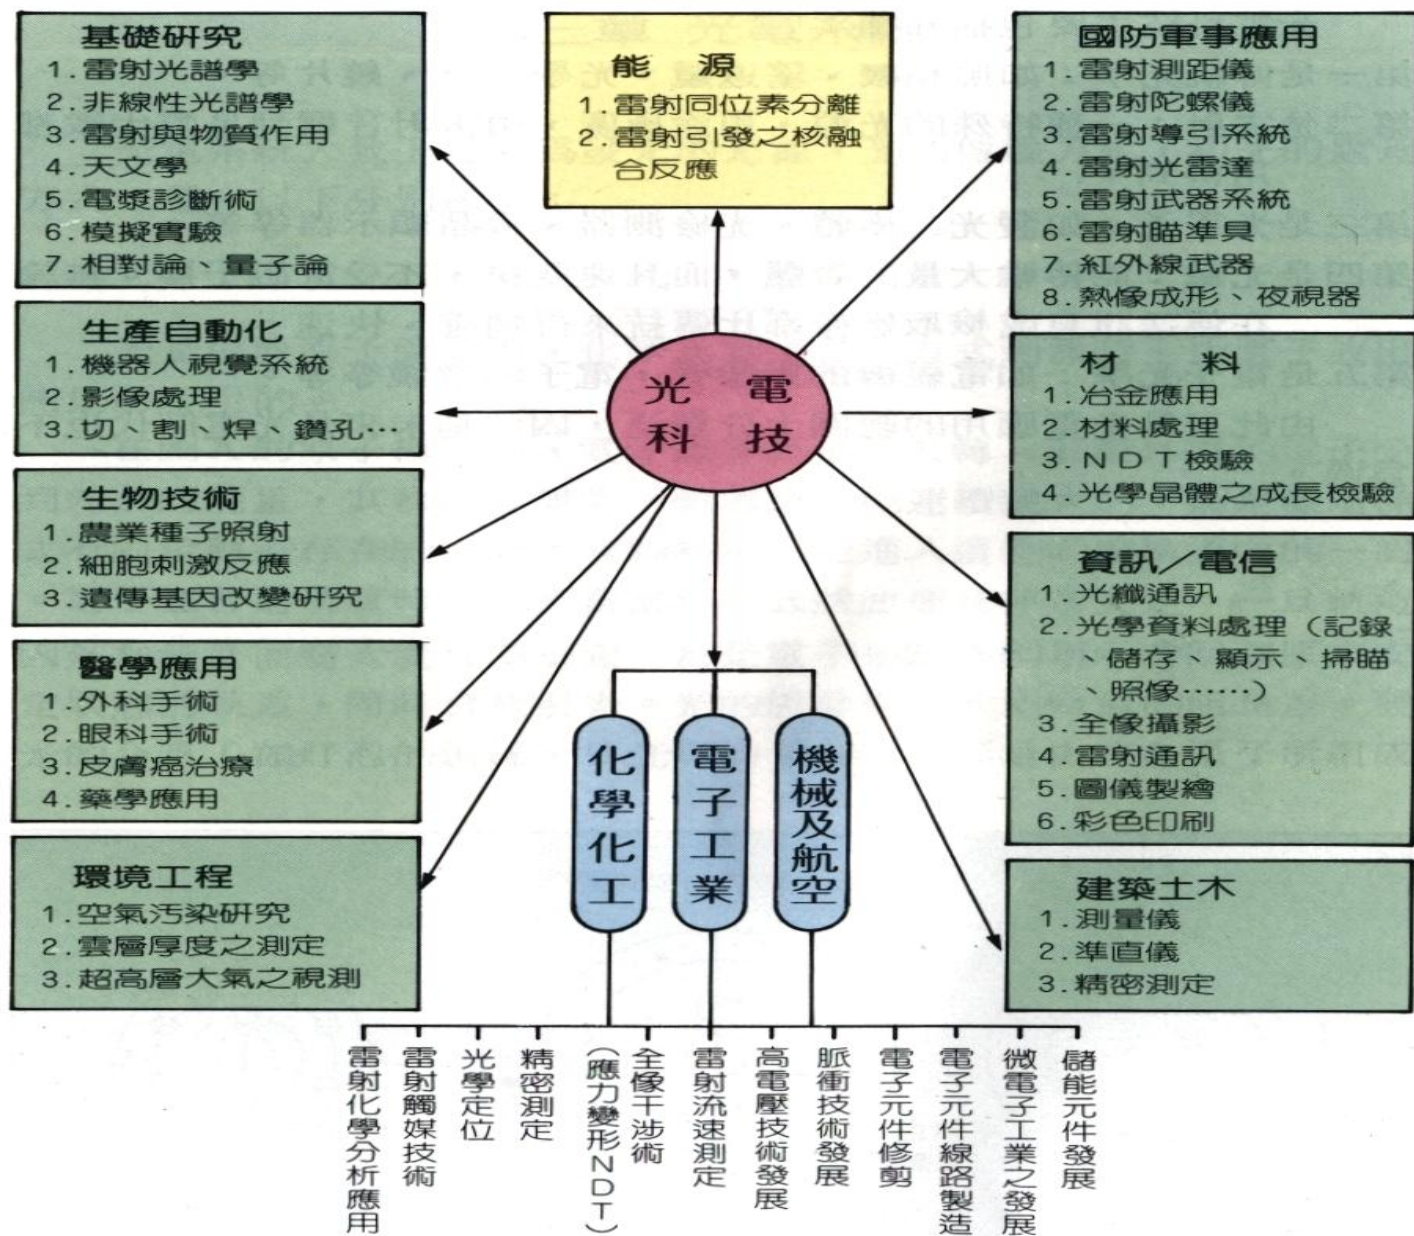 基礎研究
1.雷射光譜學
2.非線性光譜學
3.雷射與物質作用
4.天文學
5.電漿診斷術
6.模擬實驗
7.相對論、量子論
生產自動化
1.機器人視覺系統
2.影像處理
3.切、割、焊、鑽孔…
生物技術
1.農業種子照射
2.細胞刺激反應
3.遺傳基因改變研究
醫學應用
1.外科手術
2.眼科手術
3.皮膚癌治療
4.藥學應用
環境工程
1.空氣汚染研究
2.雲層厚度之測定
3.超高層大氣之視測
能源
1.雷射同位素分離
2.雷射引發之核融
合反應
光電
科技
國防軍事應用
1.雷射測距儀
2.雷射陀螺儀
3.雷射導引系統
4.雷射光雷達
5.雷射武器系統
6.雷射瞄準具
7.紅外線武器
8.熱像成形、夜視器
材料
1.冶金應用
2.材料處理
3.NDT檢驗
4.光學晶體之成長檢驗
資訊／電信
1.光纖通訊
2.光學資料處理（記錄
、儲存、顯示、掃瞄
、照像……）
3.全像攝影
4.雷射通訊
5.圖儀製繪
6.彩色印刷
建築土木
1.測量儀
2.準直儀
3.精密測定
化學化工
電子工業
機械及航空
雷射化學分析應用
雷射觸媒技術
光學定位
精密測定
全像干涉術
（應力變形NDT）
雷射流速測定
高電壓技術發展
脈衝技術發展
電子元件修剪
電子元件線路製造
微電子工業之發展
儲能元件發展